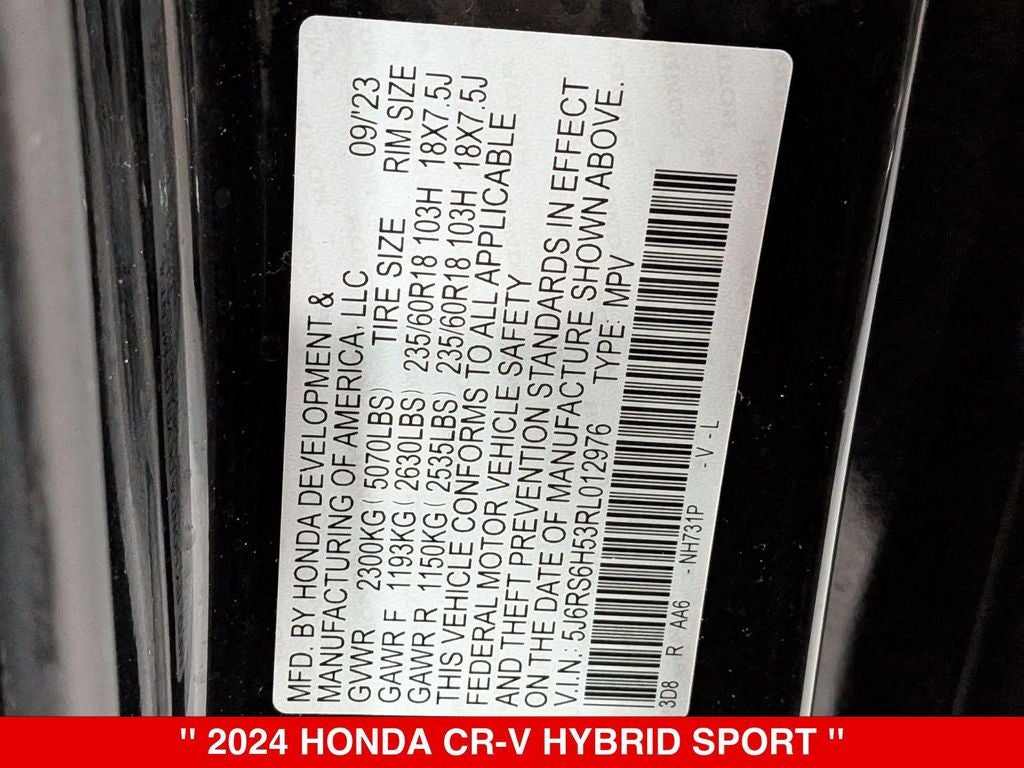 MFD. BY HONDA DEVELOPMENT &
MANUFACTURING OF AMERICA, LLC 09/'23
GVWR 2300KG ( 5070LBS) TIRE SIZE RIM SIZE
GAWR F 1193KG ( 2630LBS) 235/60R18 103H 18X7.5J
GAWR R 1150KG ( 2535LBS) 235/60R18 103H 18X7.5J
THIS VEHICLE CONFORMS TO ALL APPLICABLE
FEDERAL MOTOR VEHICLE SAFETY
AND THEFT PREVENTION STANDARDS IN EFFECT
ON THE DATE OF MANUFACTURE SHOWN ABOVE.
V.I.N.: 5J6RS6H53RL012976 TYPE: MPV
3D8 R AA6 - NH731P - V - L
" 2024 HONDA CR-V HYBRID SPORT "